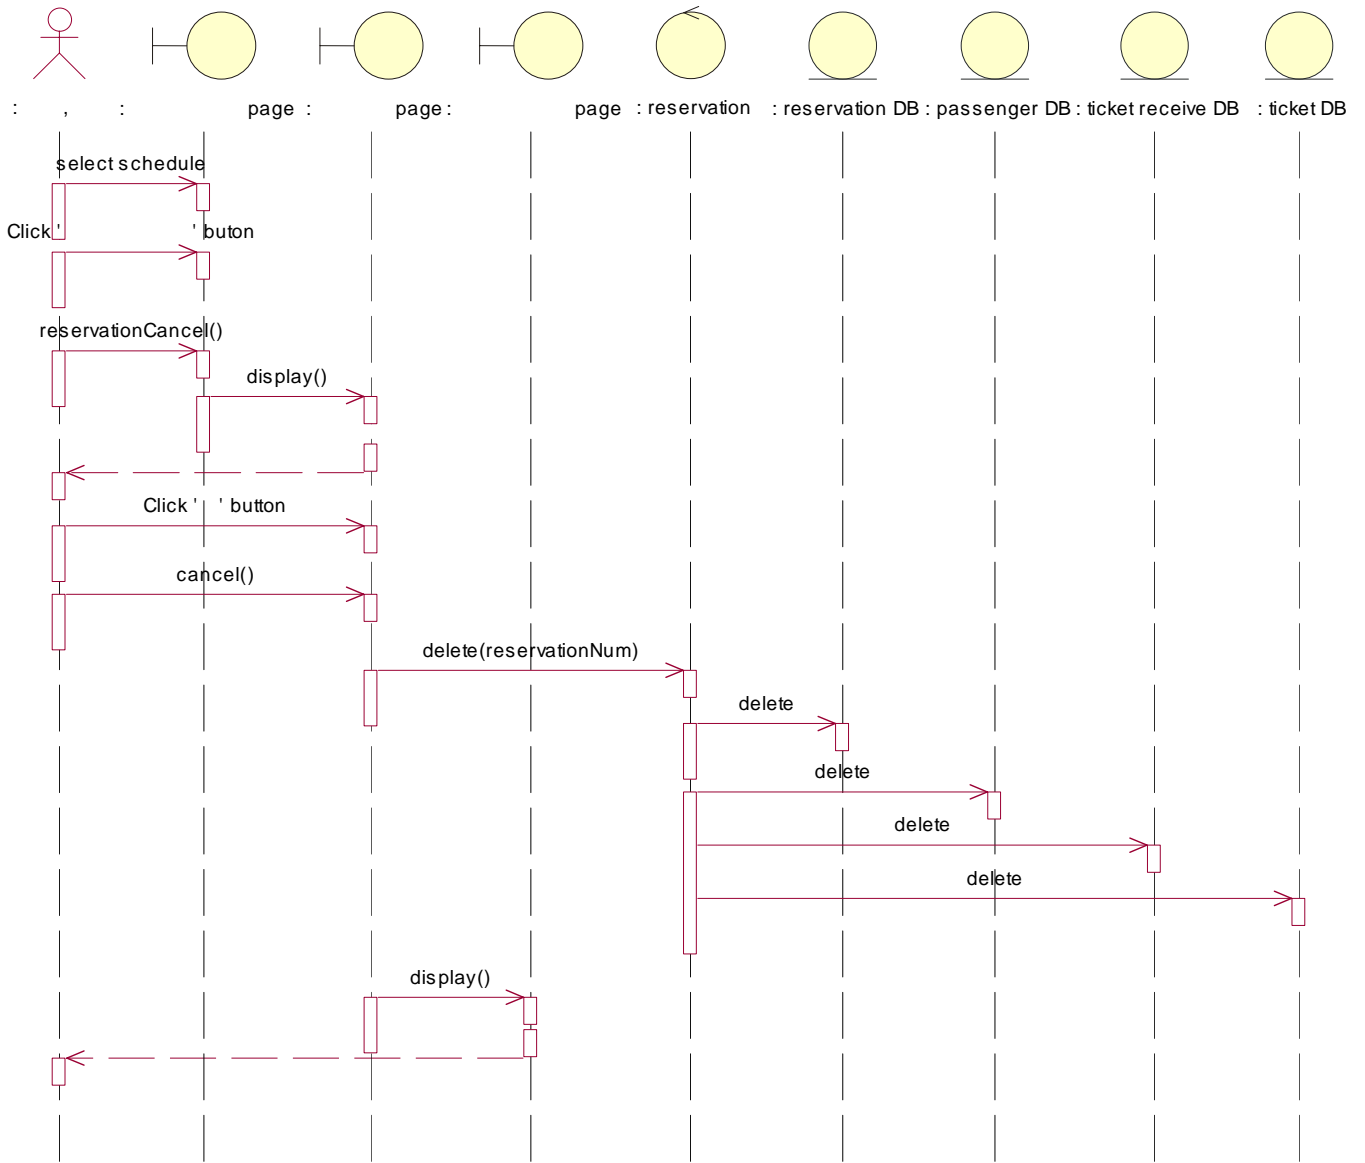 : , : page : page : page : reservation : reservation DB : passenger DB : ticket receive DB : ticket DB
select schedule
Click ' ' buton
reservationCancel()
display()
Click ' ' button
cancel()
delete(reservationNum)
delete
delete
delete
delete
display()